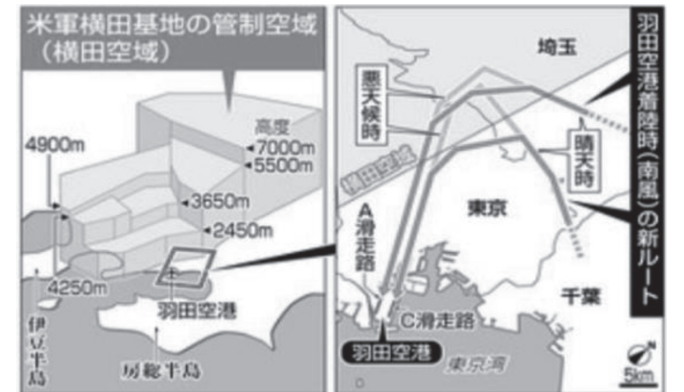 米軍横田基地の管制空域
(横田空域)
高度
7000m
5500m
4900m
3650m
2450m
4250m
羽田空港
伊豆半島
房総半島
羽田空港着陸時(南風)の新ルート
埼玉
悪天候時
晴天時
横田空域
東京
A滑走路
千葉
C滑走路
羽田空港
東京湾
N
5km